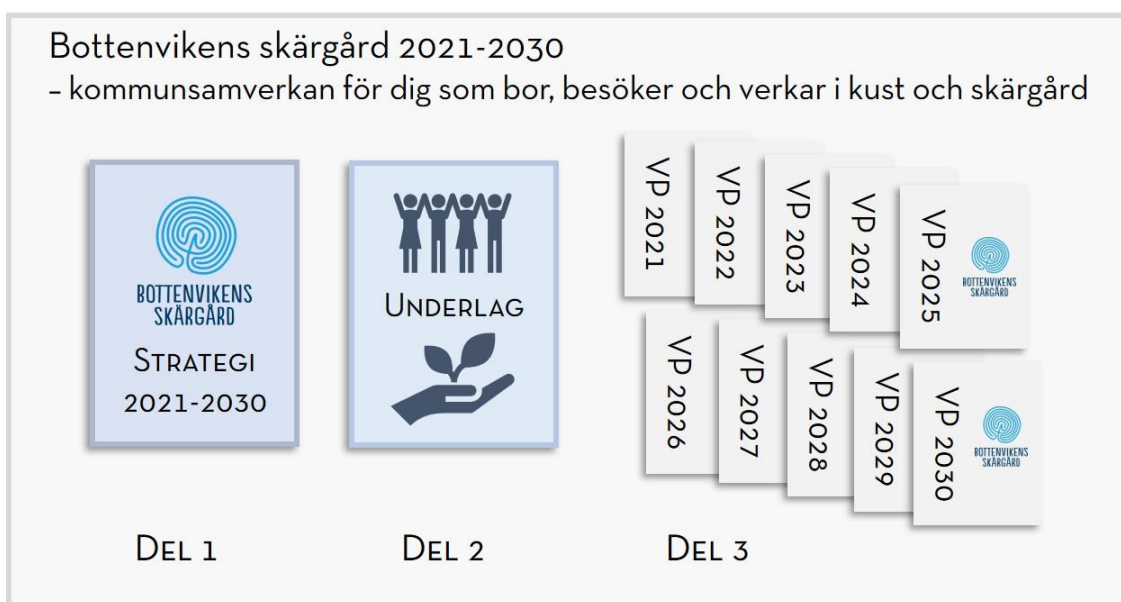 Bottenvikens skärgård 2021-2030
– kommunsamverkan för dig som bor, besöker och verkar i kust och skärgård
BOTTENVIKENS
SKÄRGÅRD
STRATEGI
2021-2030
DEL 1
UNDERLAG
DEL 2
VP 2021
VP 2022
VP 2023
VP 2024
VP 2025
BOTTENVIKENS
SKÄRGÅRD
VP 2026
VP 2027
VP 2028
VP 2029
VP 2030
BOTTENVIKENS
SKÄRGÅRD
DEL 3